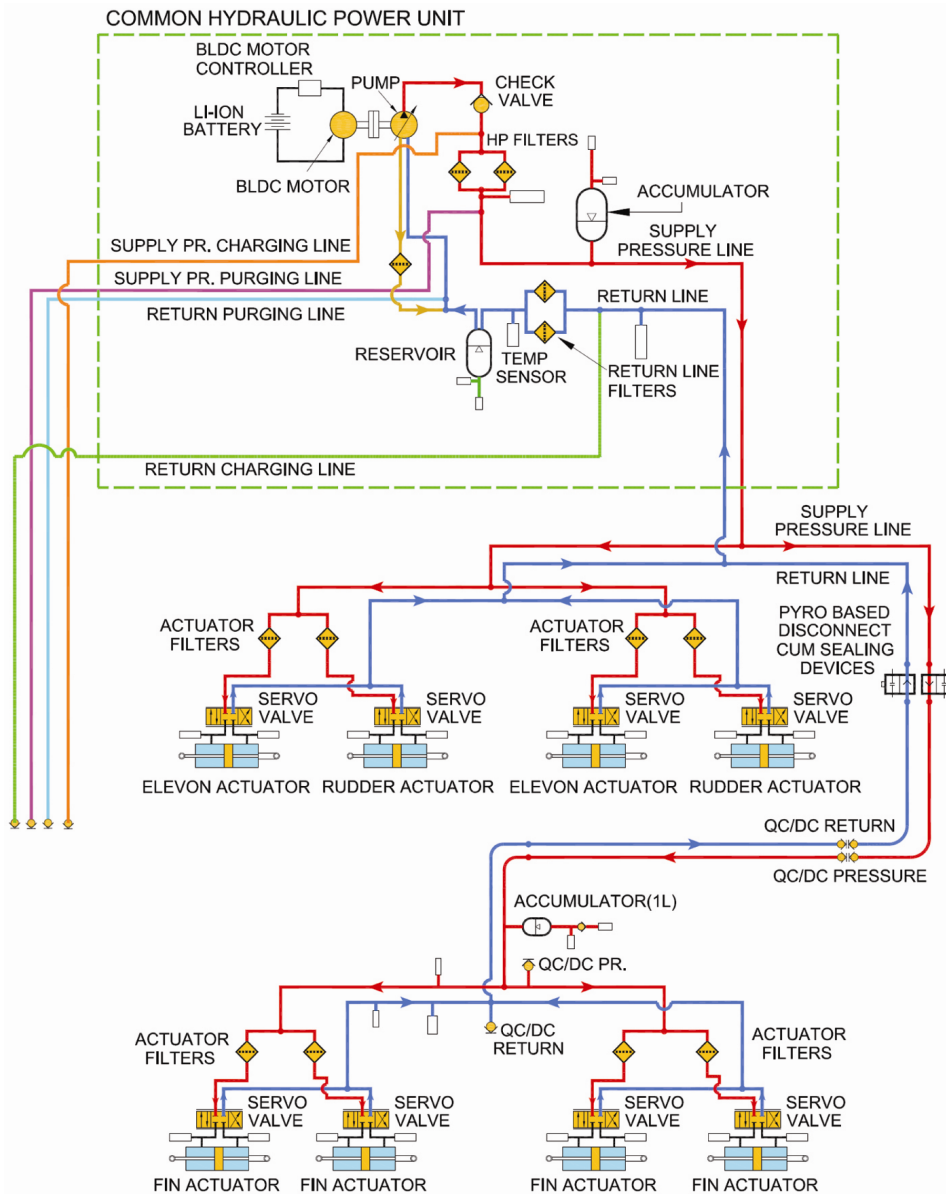 COMMON HYDRAULIC POWER UNIT
BLDC MOTOR
CONTROLLER
PUMP
CHECK
VALVE
LI-ION
BATTERY
HP FILTERS
BLDC MOTOR
ACCUMULATOR
SUPPLY
PRESSURE LINE
SUPPLY PR. CHARGING LINE
SUPPLY PR. PURGING LINE
RETURN PURGING LINE
RETURN LINE
RESERVOIR
TEMP
SENSOR
RETURN LINE
FILTERS
RETURN CHARGING LINE
SUPPLY
PRESSURE LINE
RETURN LINE
PYRO BASED
DISCONNECT
CUM SEALING
DEVICES
ACTUATOR
FILTERS
ACTUATOR
FILTERS
SERVO
VALVE
SERVO
VALVE
SERVO
VALVE
SERVO
VALVE
ELEVON ACTUATOR
RUDDER ACTUATOR
ELEVON ACTUATOR
RUDDER ACTUATOR
QC/DC RETURN
QC/DC PRESSURE
ACCUMULATOR(1L)
QC/DC PR.
QC/DC
RETURN
ACTUATOR
FILTERS
ACTUATOR
FILTERS
SERVO
VALVE
SERVO
VALVE
SERVO
VALVE
SERVO
VALVE
FIN ACTUATOR
FIN ACTUATOR
FIN ACTUATOR
FIN ACTUATOR